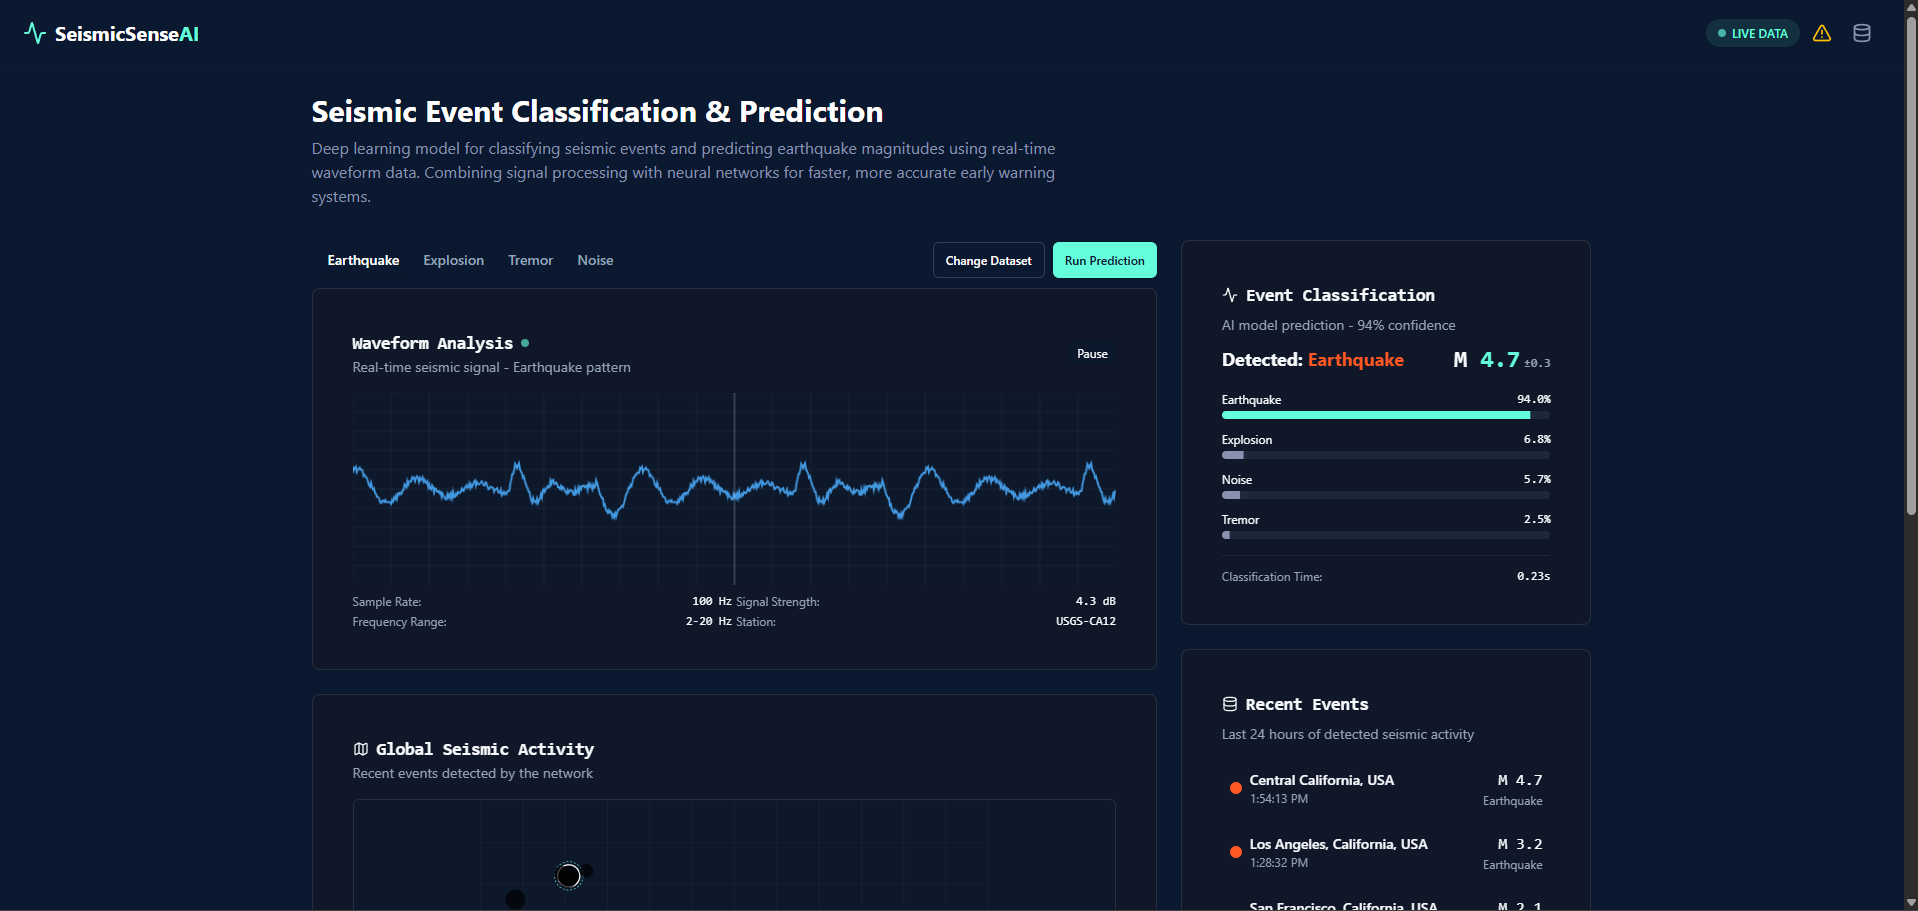 SeismicSenseAI
LIVE DATA
Seismic Event Classification & Prediction
Deep learning model for classifying seismic events and predicting earthquake magnitudes using real-time
waveform data. Combining signal processing with neural networks for faster, more accurate early warning
systems.
Earthquake Explosion Tremor Noise
Change Dataset Run Prediction
Waveform Analysis
Real-time seismic signal - Earthquake pattern
Pause
Sample Rate: 100 Hz Signal Strength: 4.3 dB
Frequency Range: 2-20 Hz Station: USGS-CA12
Global Seismic Activity
Recent events detected by the network
Event Classification
AI model prediction - 94% confidence
Detected: Earthquake M 4.7 ±0.3
Earthquake 94.0%
Explosion 6.8%
Noise 5.7%
Tremor 2.5%
Classification Time: 0.23s
Recent Events
Last 24 hours of detected seismic activity
Central California, USA M 4.7
1:54:13 PM Earthquake
Los Angeles, California, USA M 3.2
1:28:32 PM Earthquake
San Francisco, California, USA M 2.1